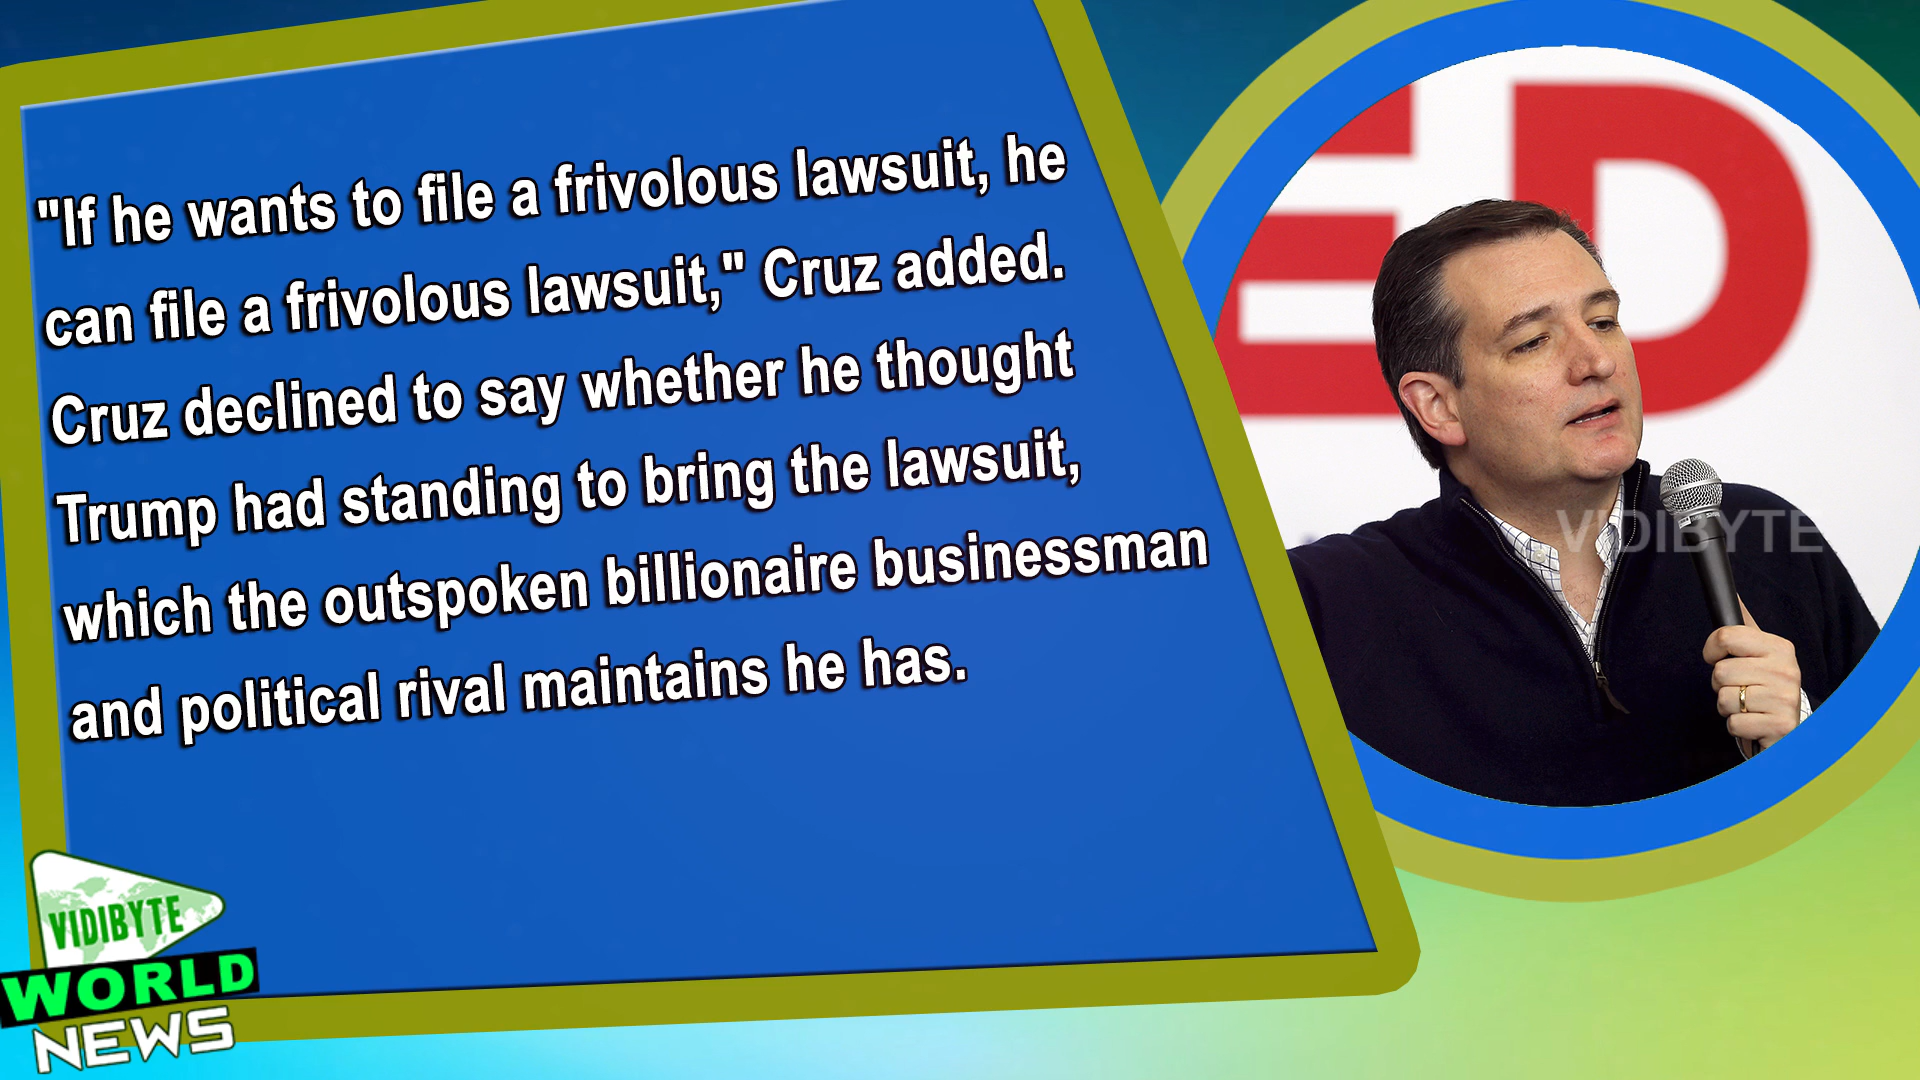 "If he wants to file a frivolous lawsuit, he
can file a frivolous lawsuit," Cruz added.
Cruz declined to say whether he thought
Trump had standing to bring the lawsuit,
which the outspoken billionaire businessman
and political rival maintains he has.
ED
VIDIBYTE
VIDIBYTE
WORLD
NEWS